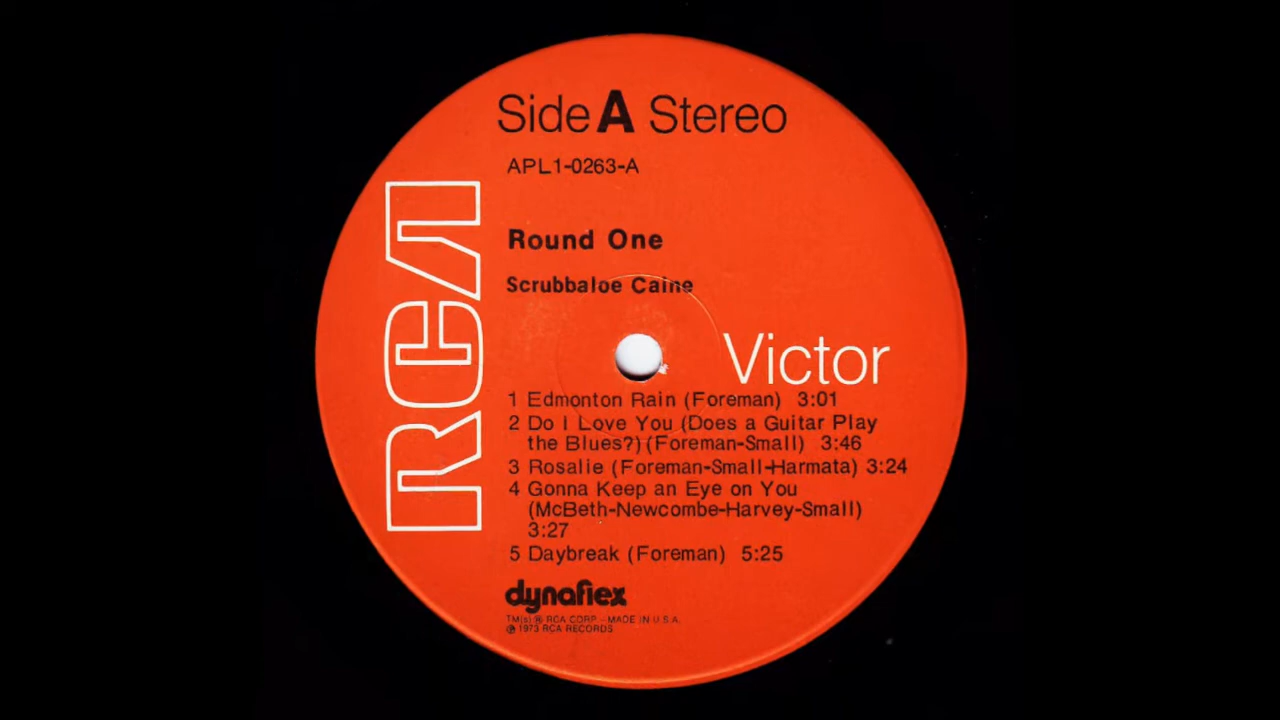 Side A Stereo
APL1-0263-A
RCA
Round One
Scrubbaloe Caine
Victor
1 Edmonton Rain (Foreman) 3:01
2 Do I Love You (Does a Guitar Play
the Blues?) (Foreman-Small) 3:46
3 Rosalie (Foreman-Small-Harmata) 3:24
4 Gonna Keep an Eye on You
(McBeth-Newcombe-Harvey-Small)
3:27
5 Daybreak (Foreman) 5:25
dynaflex
TM(s) ® RCA CORP.-MADE IN U.S.A.
℗ 1973 RCA RECORDS